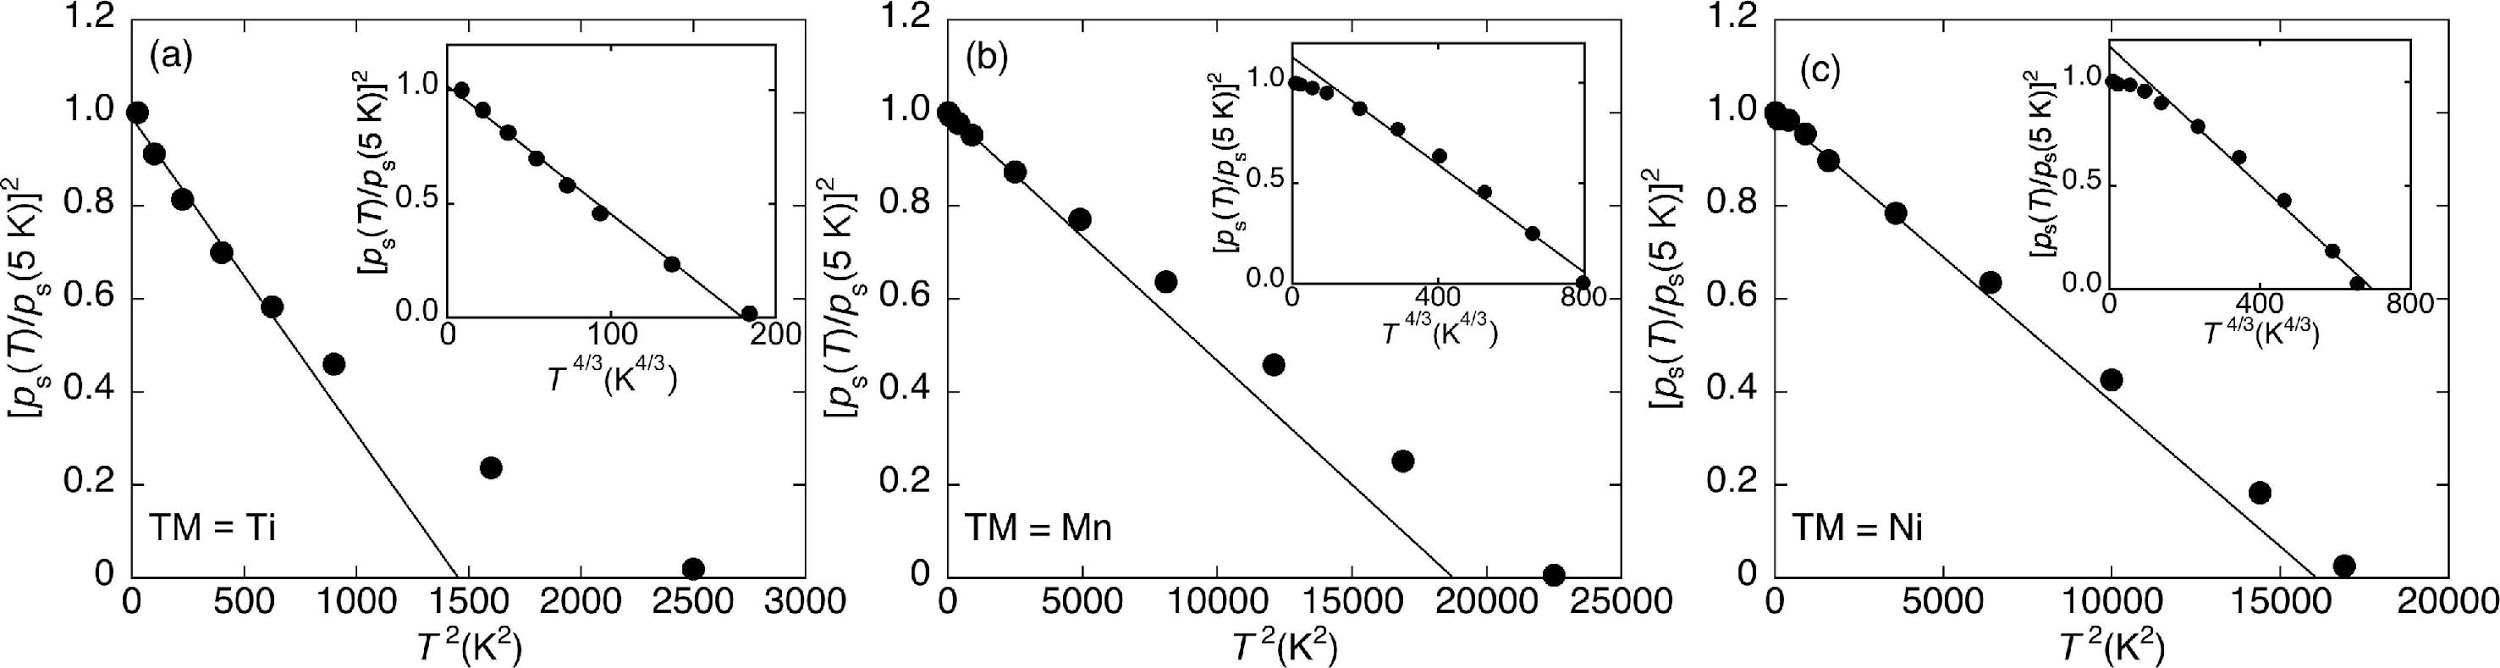 (a)
[ps(T)/ps(5 K)]²
1.2
1.0
0.8
0.6
0.4
0.2
0
0 500 1000 1500 2000 2500 3000
T ²(K²)
TM = Ti
[ps(T)/ps(5 K)]²
1.0
0.5
0.0
0 100 200
T ⁴/³(K⁴/³)
(b)
[ps(T)/ps(5 K)]²
1.2
1.0
0.8
0.6
0.4
0.2
0
0 5000 10000 15000 20000 25000
T ²(K²)
TM = Mn
[ps(T)/ps(5 K)]²
1.0
0.5
0.0
0 400 800
T ⁴/³(K⁴/³)
(c)
[ps(T)/ps(5 K)]²
1.2
1.0
0.8
0.6
0.4
0.2
0
0 5000 10000 15000 20000
T ²(K²)
TM = Ni
[ps(T)/ps(5 K)]²
1.0
0.5
0.0
0 400 800
T ⁴/³(K⁴/³)